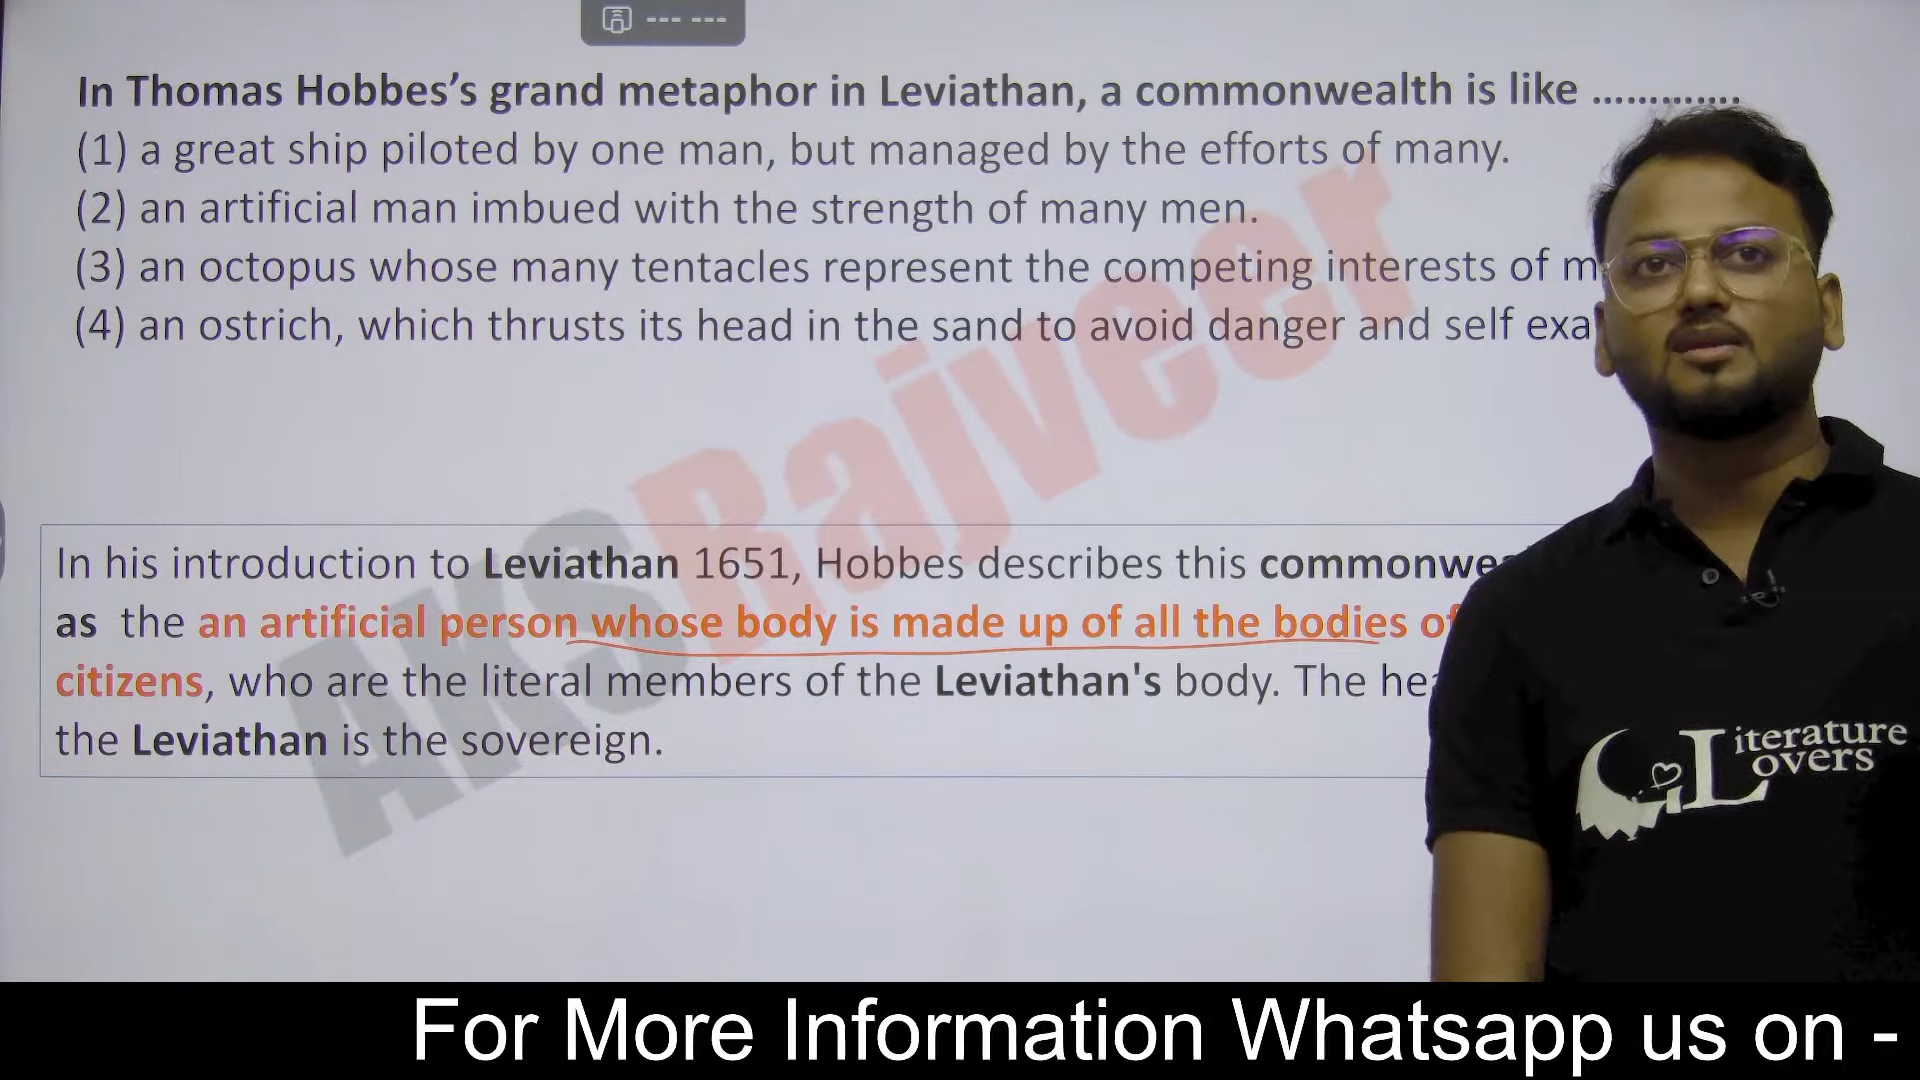 --- ---
In Thomas Hobbes’s grand metaphor in Leviathan, a commonwealth is like .............
(1) a great ship piloted by one man, but managed by the efforts of many.
(2) an artificial man imbued with the strength of many men.
(3) an octopus whose many tentacles represent the competing interests of m
(4) an ostrich, which thrusts its head in the sand to avoid danger and self exa
AKSRajveer
In his introduction to Leviathan 1651, Hobbes describes this commonwea
as the an artificial person whose body is made up of all the bodies of
citizens, who are the literal members of the Leviathan's body. The hea
the Leviathan is the sovereign.
Literature
Lovers
For More Information Whatsapp us on -